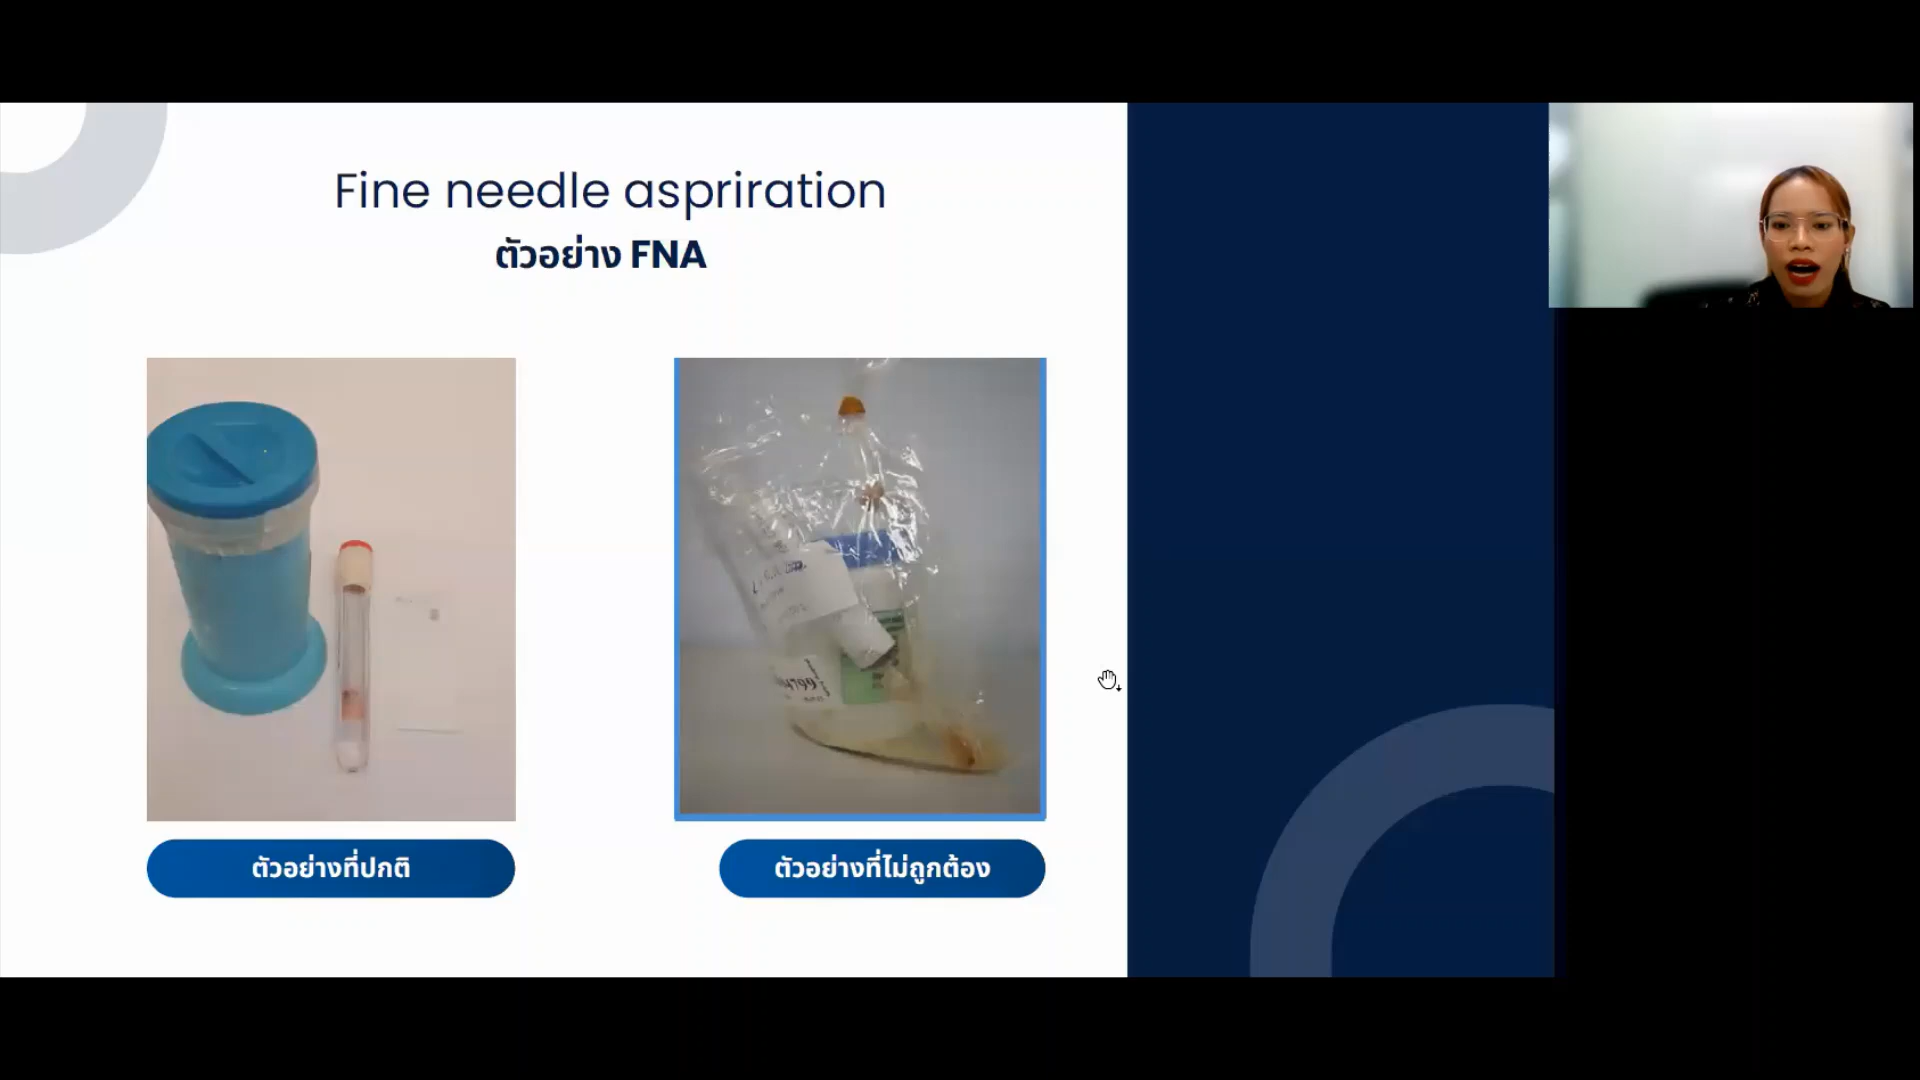 Fine needle aspriration
ตัวอย่าง FNA
ตัวอย่างที่ปกติ
ตัวอย่างที่ไม่ถูกต้อง